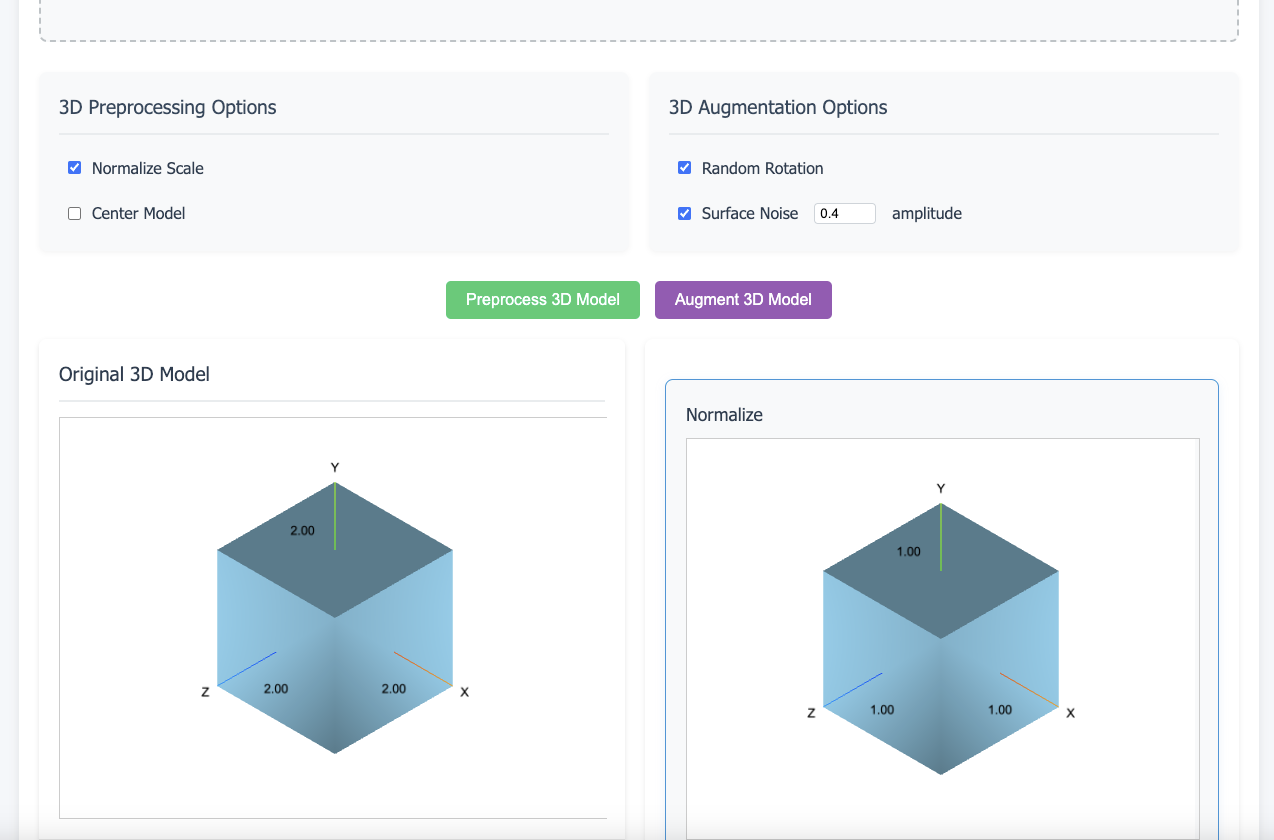 3D Preprocessing Options
Normalize Scale
Center Model
3D Augmentation Options
Random Rotation
Surface Noise 0.4 amplitude
Preprocess 3D Model
Augment 3D Model
Original 3D Model
Y
2.00
Z
2.00
2.00
X
Normalize
Y
1.00
Z
1.00
1.00
X